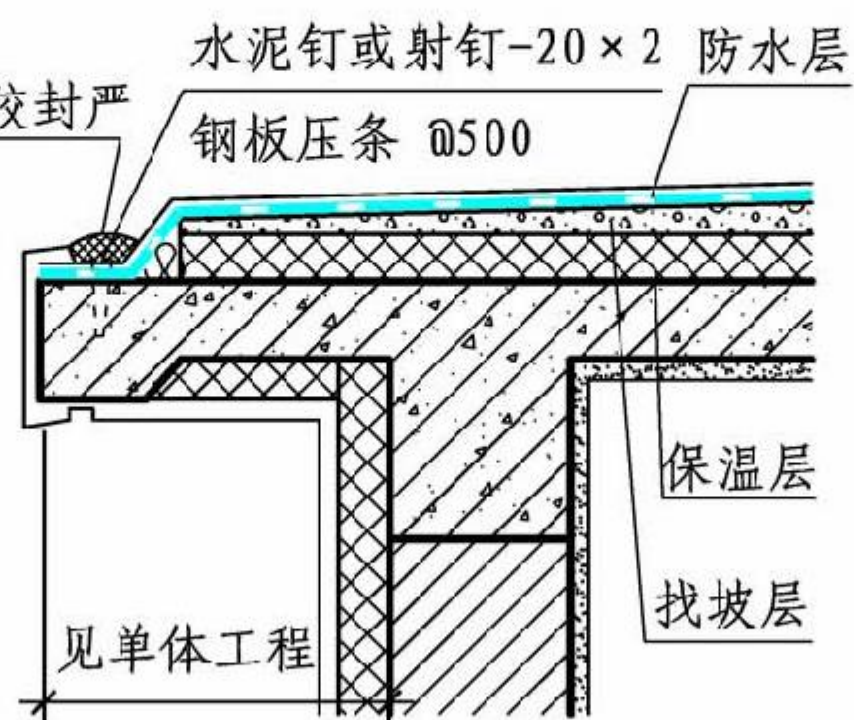 水泥钉或射钉-20×2
防水层
胶封严
钢板压条 @500
保温层
找坡层
见单体工程